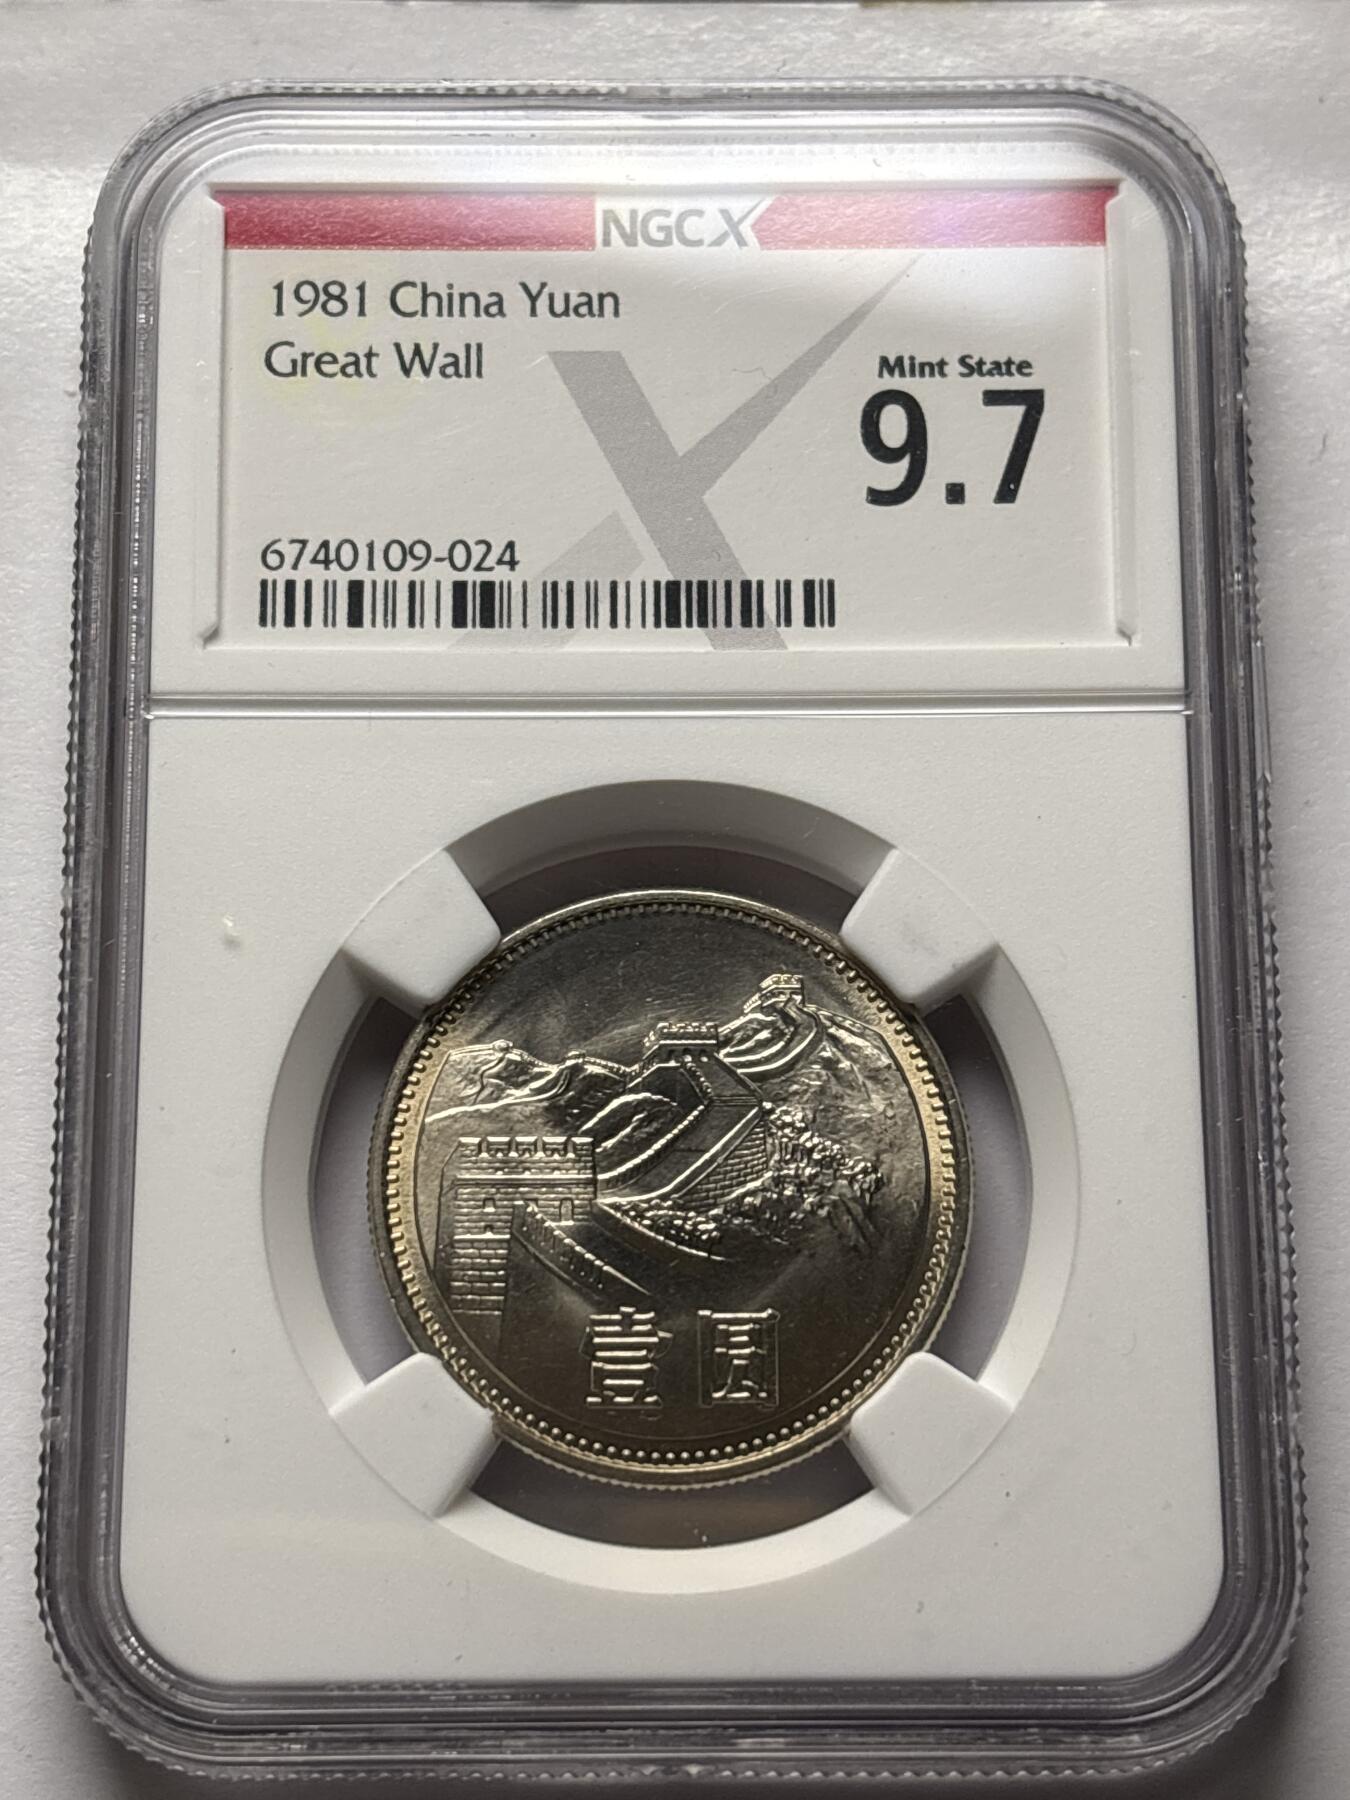 NGCX
1981 China Yuan
Great Wall
Mint State
9.7
6740109-024
壹圆